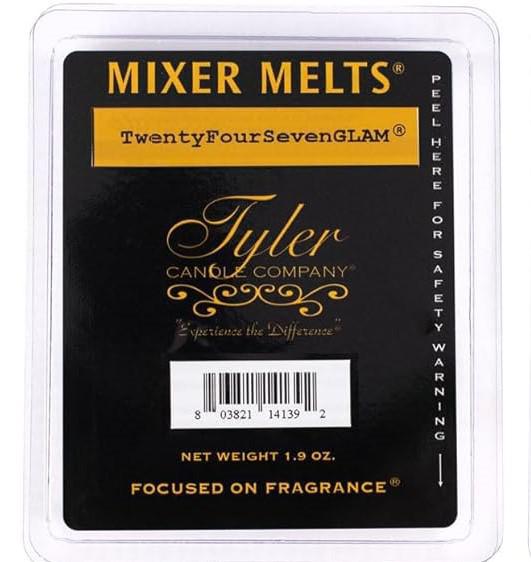 MIXER MELTS®
TwentyFourSevenGLAM®
Tyler
CANDLE COMPANY®
"Experience the Difference"®
8 03821 14139 2
NET WEIGHT 1.9 OZ.
FOCUSED ON FRAGRANCE®
PEEL HERE FOR SAFETY WARNING